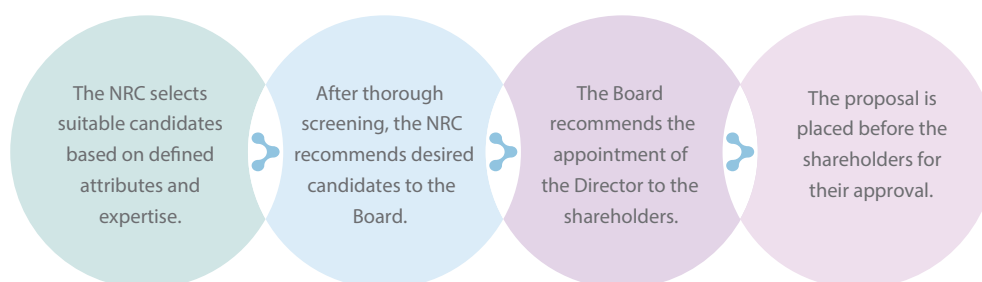 The NRC selects
suitable candidates
based on defined
attributes and
expertise.
After thorough
screening, the NRC
recommends desired
candidates to the
Board.
The Board
recommends the
appointment of
the Director to the
shareholders.
The proposal is
placed before the
shareholders for
their approval.